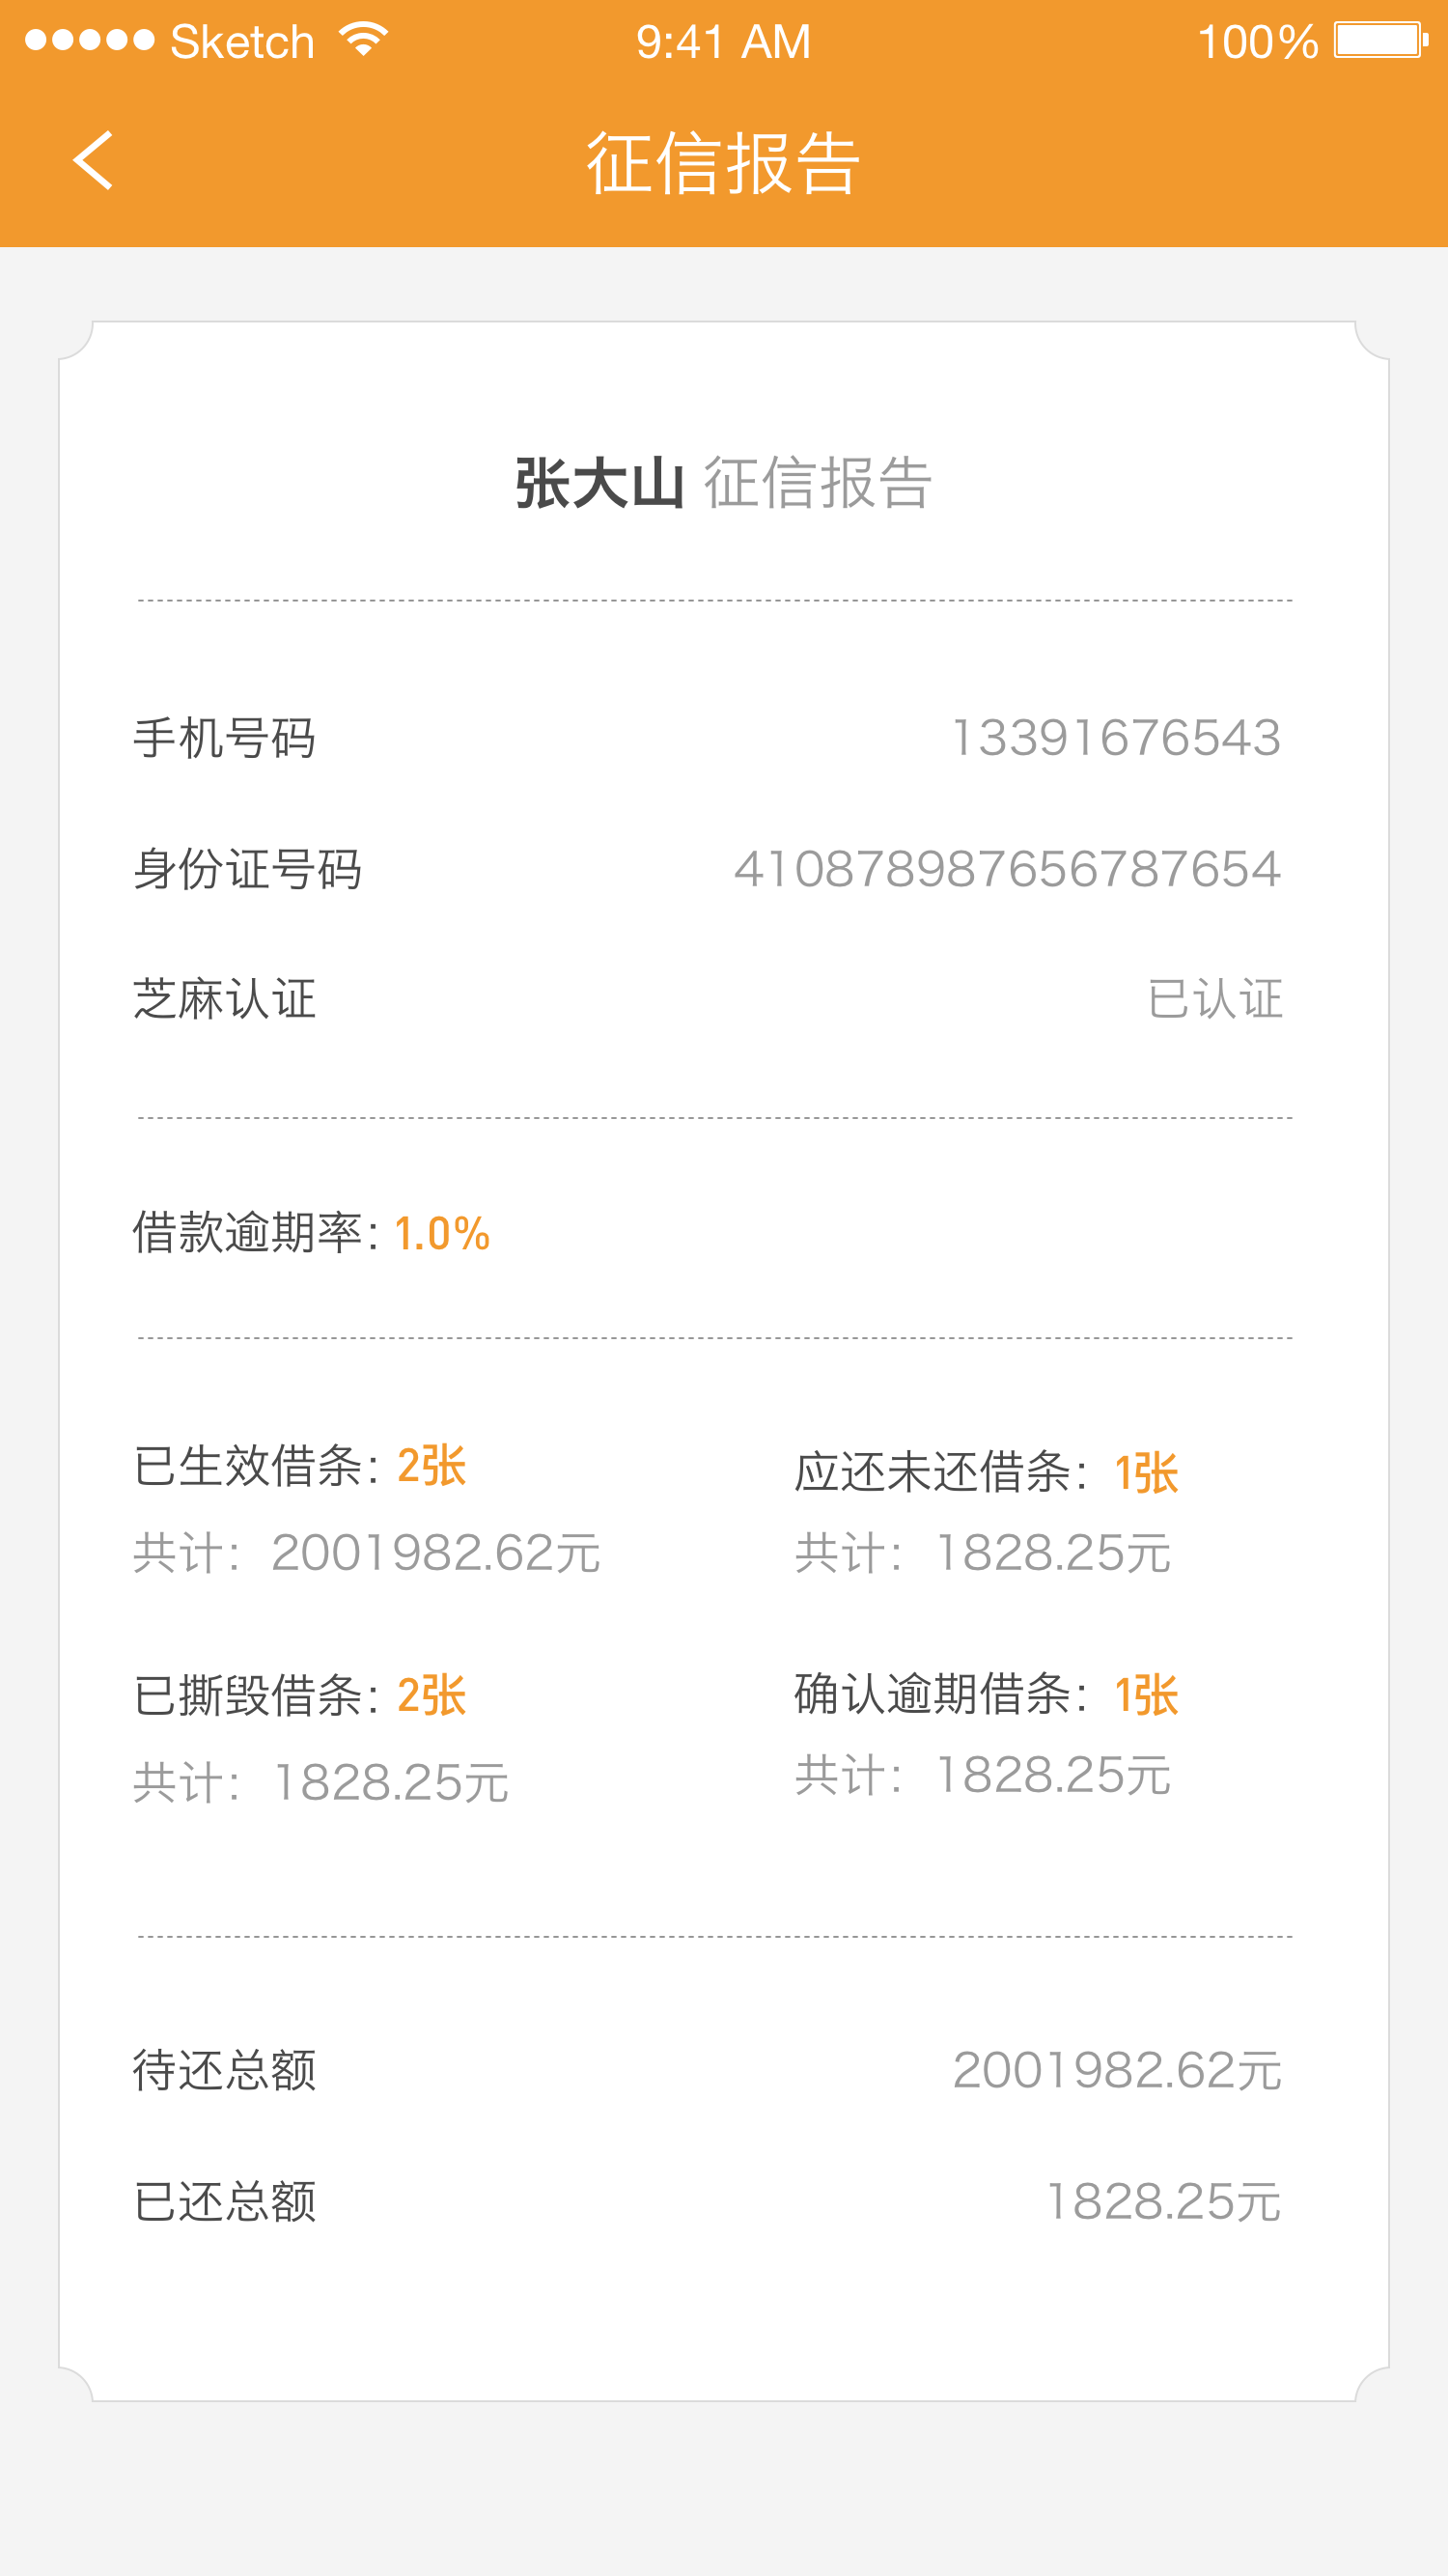 Sketch 9:41 AM 100%
征信报告
张大山 征信报告
手机号码 13391676543
身份证号码 410878987656787654
芝麻认证 已认证
借款逾期率: 1.0%
已生效借条: 2张
应还未还借条: 1张
共计: 2001982.62元
共计: 1828.25元
已撕毁借条: 2张
确认逾期借条: 1张
共计: 1828.25元
共计: 1828.25元
待还总额 2001982.62元
已还总额 1828.25元